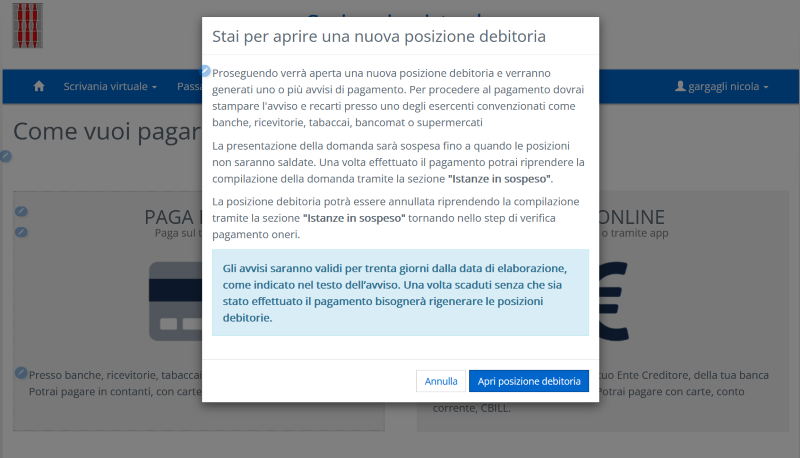 Stai per aprire una nuova posizione debitoria
Proseguendo verrà aperta una nuova posizione debitoria e verranno
generati uno o più avvisi di pagamento. Per procedere al pagamento dovrai
stampare l'avviso e recarti presso uno degli esercenti convenzionati come
banche, ricevitorie, tabaccai, bancomat o supermercati
La presentazione della domanda sarà sospesa fino a quando le posizioni
non saranno saldate. Una volta effettuato il pagamento potrai riprendere la
compilazione della domanda tramite la sezione "Istanze in sospeso".
La posizione debitoria potrà essere annullata riprendendo la compilazione
tramite la sezione "Istanze in sospeso" tornando nello step di verifica
pagamento oneri.
Gli avvisi saranno validi per trenta giorni dalla data di elaborazione,
come indicato nel testo dell'avviso. Una volta scaduti senza che sia
stato effettuato il pagamento bisognerà rigenerare le posizioni
debitorie.
Annulla
Apri posizione debitoria
Scrivania virtuale
gargagli nicola
Come vuoi pagar
PAGA
Paga sul
Presso banche, ricevitorie, tabaccai
Potrai pagare in contanti, con carte
ONLINE
o tramite app
tuo Ente Creditore, della tua banca
Potrai pagare con carte, conto
corrente, CBILL.